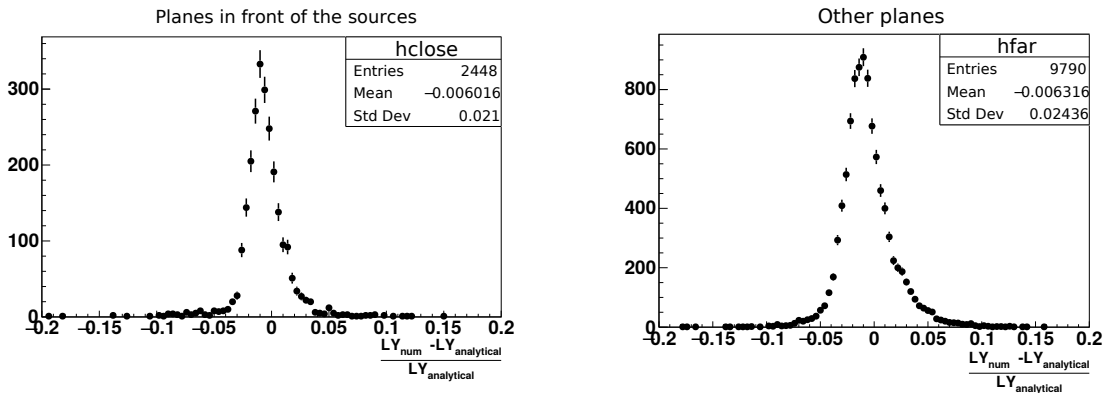 Planes in front of the sources
hclose
Entries 2448
Mean −0.006016
Std Dev 0.021
300
200
100
0
−0.2 −0.15 −0.1 −0.05 0 0.05 0.1 0.15 0.2
LYnum -LYanalytical
LYanalytical
Other planes
hfar
Entries 9790
Mean −0.006316
Std Dev 0.02436
800
600
400
200
0
−0.2 −0.15 −0.1 −0.05 0 0.05 0.1 0.15 0.2
LYnum -LYanalytical
LYanalytical